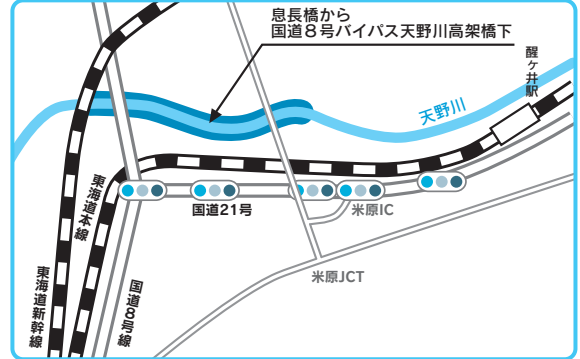 息長橋から
国道8号バイパス天野川高架橋下
醒ヶ井駅
天野川
東海道本線
国道21号
米原IC
米原JCT
国道8号線
東海道新幹線